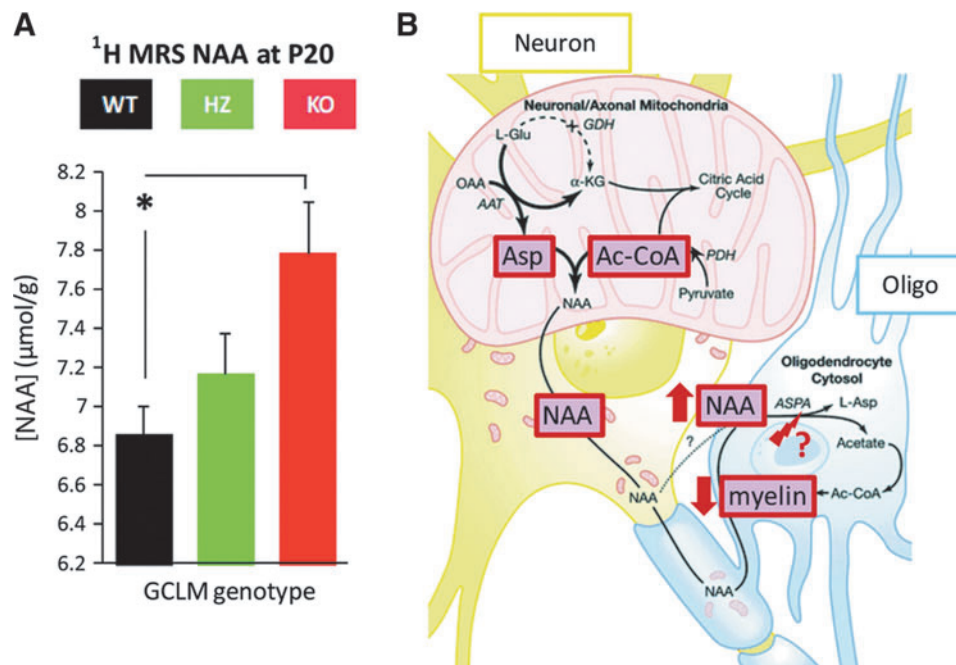 A
¹H MRS NAA at P20
WT HZ KO
8.2
8
7.8
7.6
7.4
7.2
7
6.8
6.6
6.4
6.2
[NAA] (µmol/g)
*
GCLM genotype
B
Neuron
Neuronal/Axonal Mitochondria
L-Glu
+
GDH
OAA
AAT
α-KG
Citric Acid
Cycle
Asp
Ac-CoA
PDH
NAA
Pyruvate
Oligo
Oligodendrocyte
Cytosol
NAA
NAA
ASPA
L-Asp
?
?
Acetate
myelin
Ac-CoA
NAA
NAA